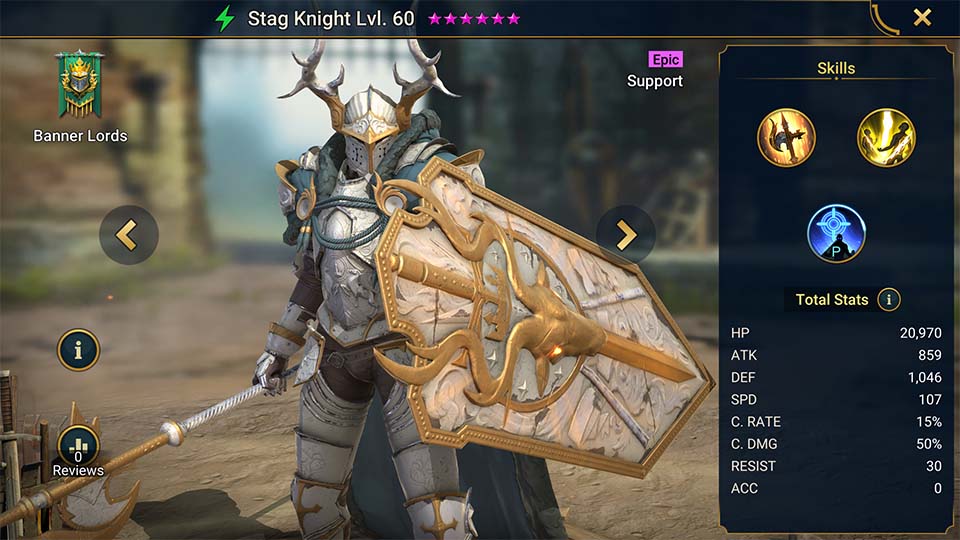 Stag Knight Lvl. 60
Banner Lords
Epic
Support
0
Reviews
Skills
P
Total Stats i
HP 20,970
ATK 859
DEF 1,046
SPD 107
C. RATE 15%
C. DMG 50%
RESIST 30
ACC 0